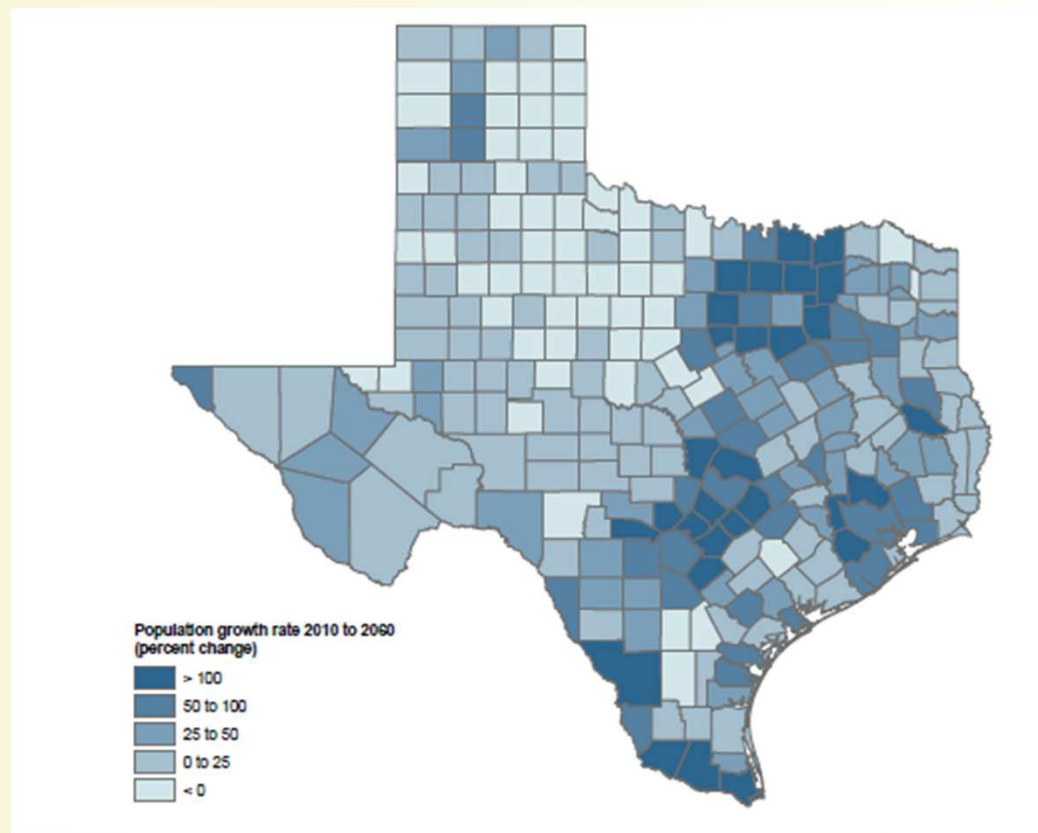 Population growth rate 2010 to 2060
(percent change)
> 100
50 to 100
25 to 50
0 to 25
< 0